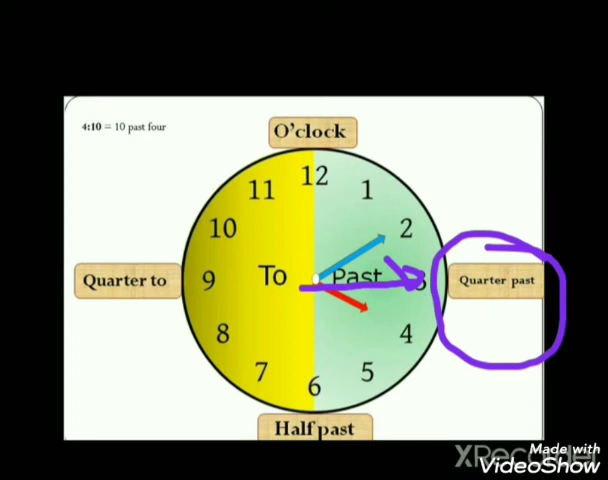 4:10 = 10 past four
O'clock
12
11
1
10
2
Quarter to
9
To
Past
3
Quarter past
8
4
7
5
6
Half past
XRecorder
Made with
VideoShow